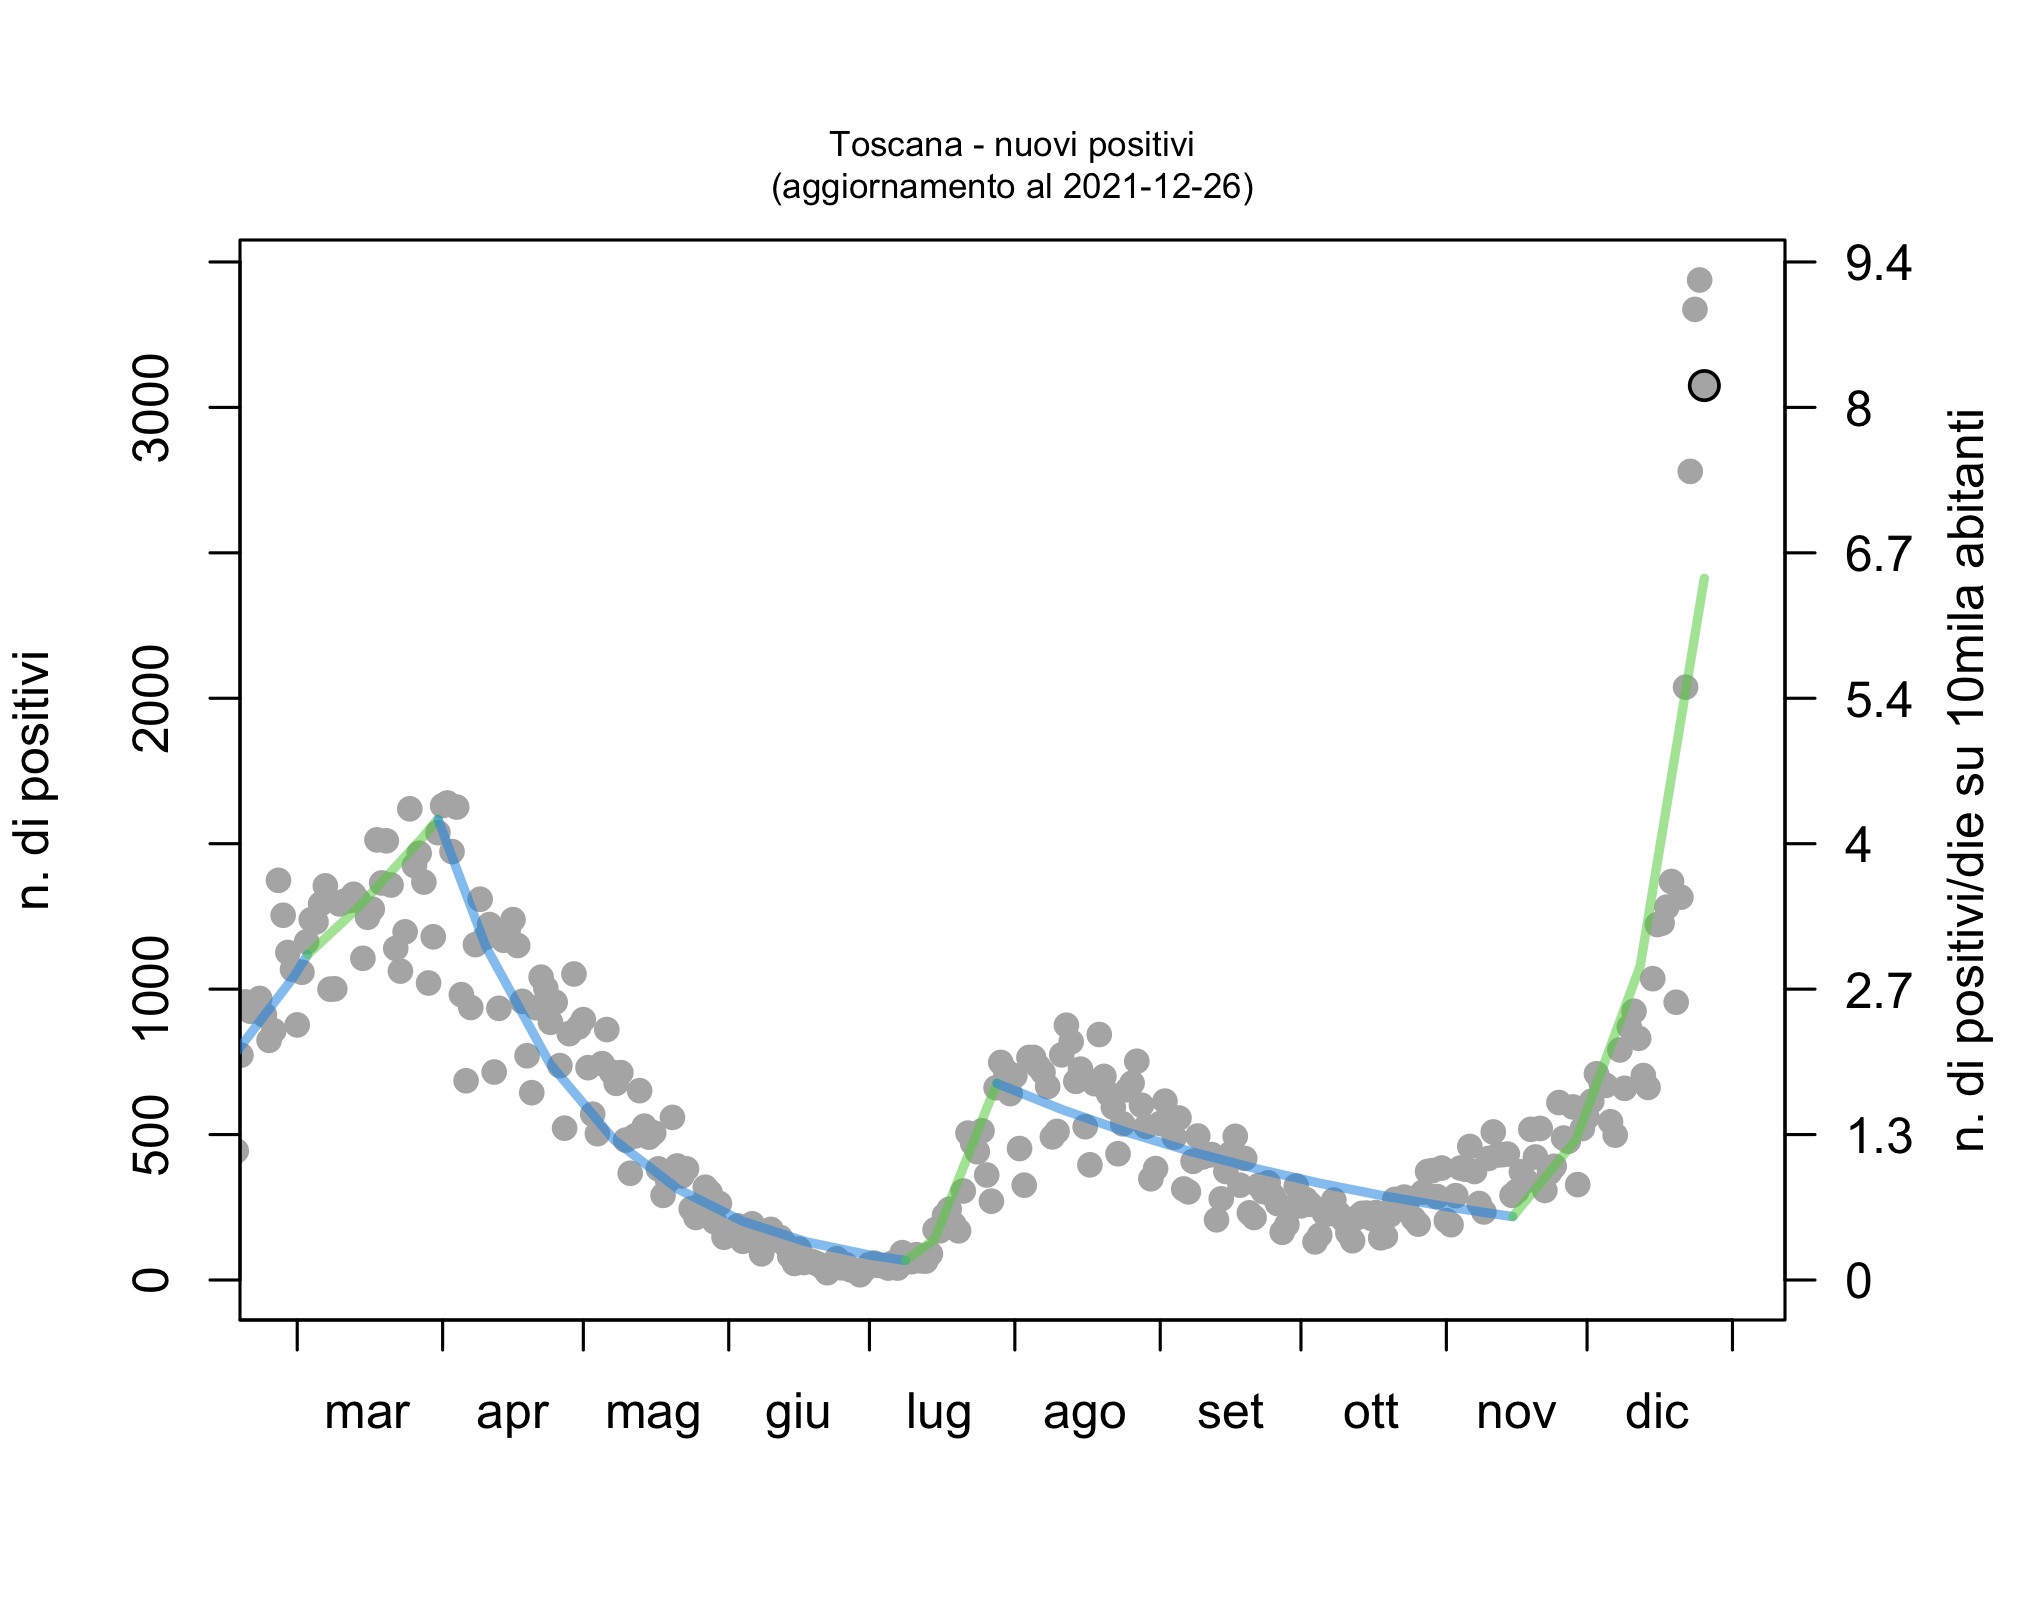 Toscana - nuovi positivi
(aggiornamento al 2021-12-26)
n. di positivi
3000
2000
1000
500
0
9.4
8
6.7
5.4
4
2.7
1.3
0
n. di positivi/die su 10mila abitanti
mar apr mag giu lug ago set ott nov dic